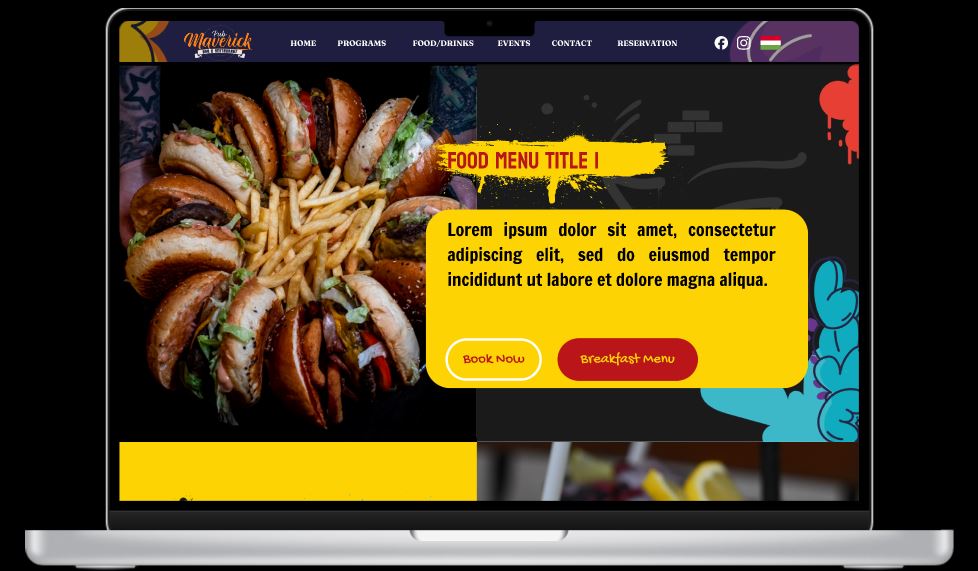 Pub
Maverick
BAR & RESTAURANT
HOME PROGRAMS FOOD/DRINKS EVENTS CONTACT RESERVATION
FOOD MENU TITLE 1
Lorem ipsum dolor sit amet, consectetur
adipiscing elit, sed do eiusmod tempor
incididunt ut labore et dolore magna aliqua.
Book Now Breakfast Menu